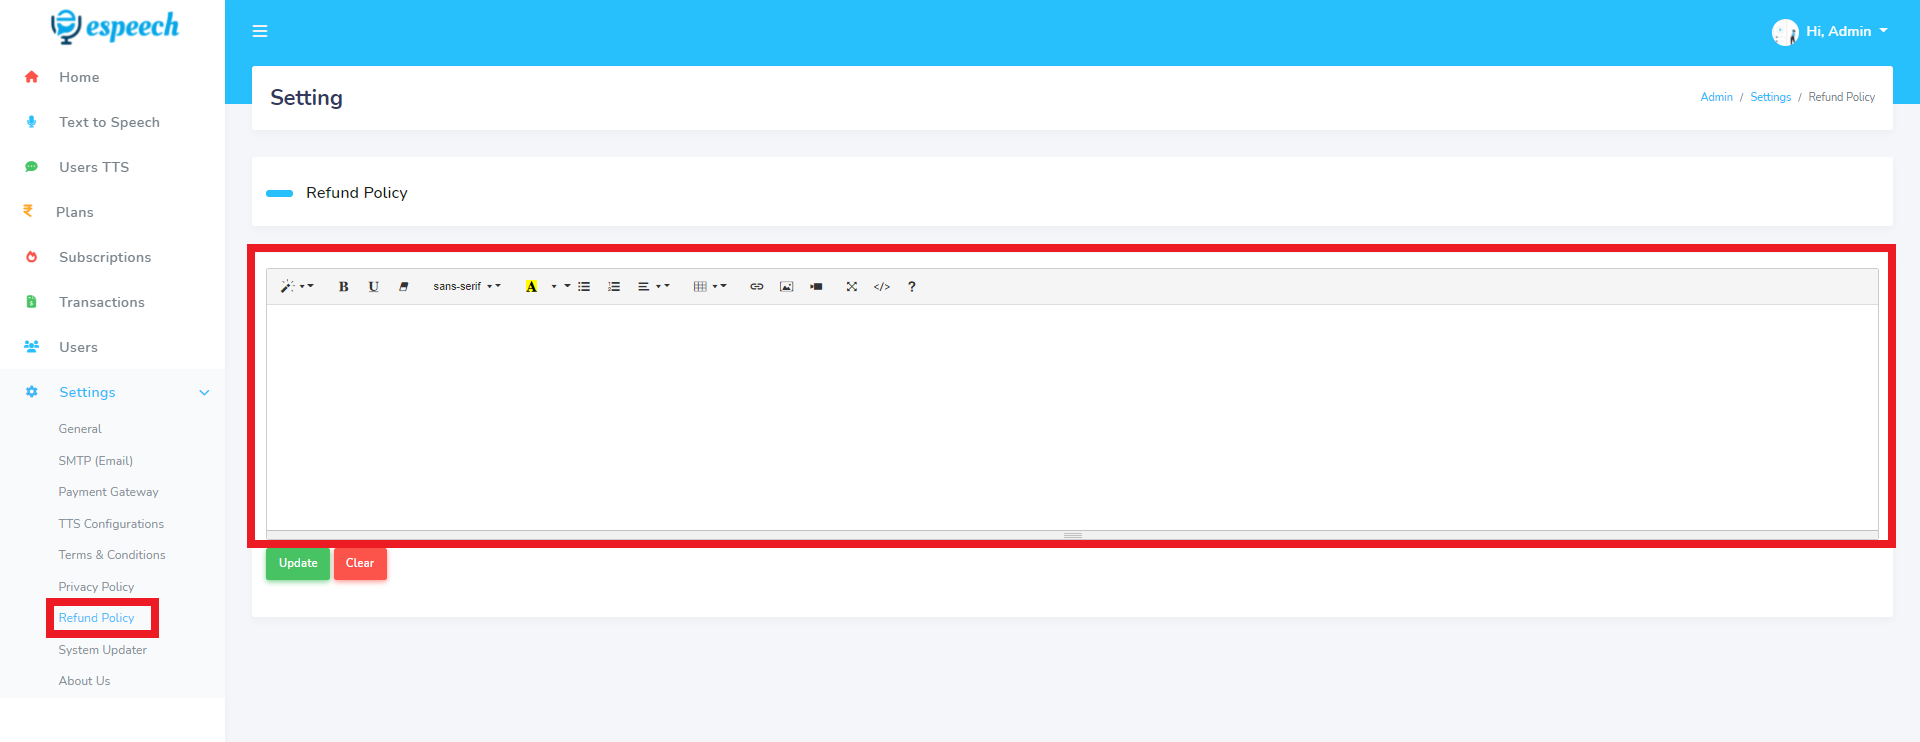 espeech
Hi, Admin
Home
Text to Speech
Users TTS
Plans
Subscriptions
Transactions
Users
Settings
General
SMTP (Email)
Payment Gateway
TTS Configurations
Terms & Conditions
Privacy Policy
Refund Policy
System Updater
About Us
Setting
Admin / Settings / Refund Policy
Refund Policy
B U sans-serif A </> ?
Update Clear